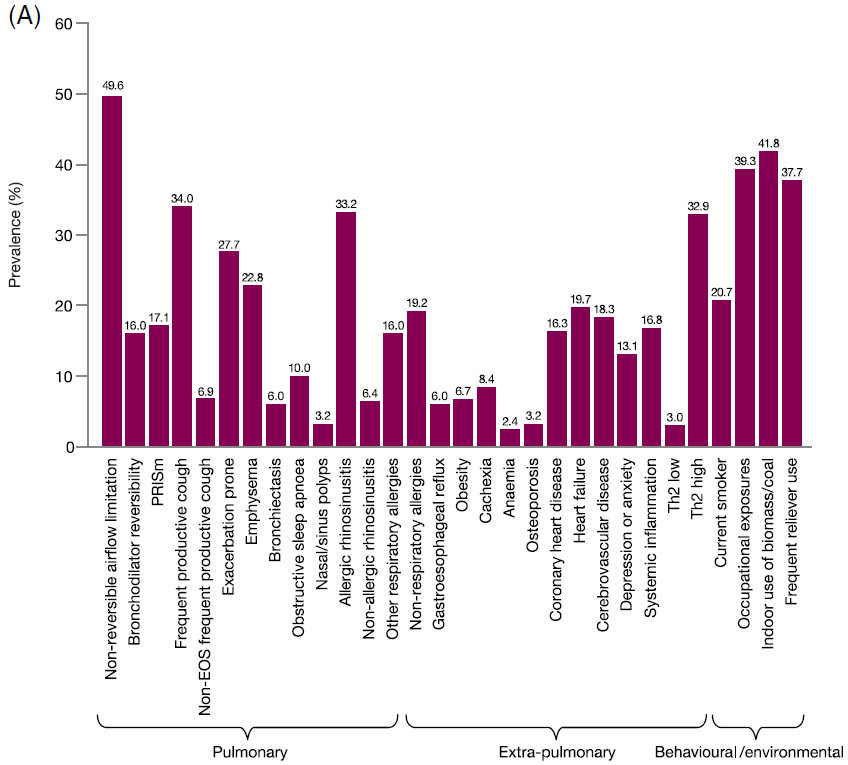 (A)
Prevalence (%)
60
50
40
30
20
10
0
49.6
16.0
17.1
34.0
6.9
27.7
22.8
6.0
10.0
3.2
33.2
6.4
16.0
19.2
6.0
6.7
8.4
2.4
3.2
16.3
19.7
18.3
13.1
16.8
3.0
32.9
20.7
39.3
41.8
37.7
Non-reversible airflow limitation
Bronchodilator reversibility
PRISm
Frequent productive cough
Non-EOS frequent productive cough
Exacerbation prone
Emphysema
Bronchiectasis
Obstructive sleep apnoea
Nasal/sinus polyps
Allergic rhinosinusitis
Non-allergic rhinosinusitis
Other respiratory allergies
Non-respiratory allergies
Gastroesophageal reflux
Obesity
Cachexia
Anaemia
Osteoporosis
Coronary heart disease
Heart failure
Cerebrovascular disease
Depression or anxiety
Systemic inflammation
Th2 low
Th2 high
Current smoker
Occupational exposures
Indoor use of biomass/coal
Frequent reliever use
Pulmonary
Extra-pulmonary
Behavioural/environmental